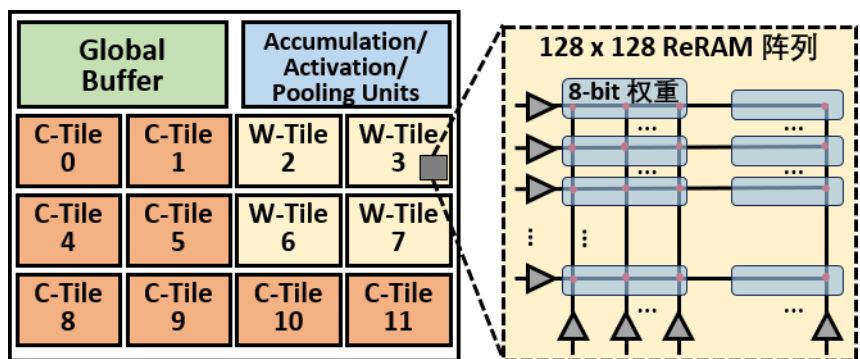 Global
Buffer
Accumulation/
Activation/
Pooling Units
C-Tile
0
C-Tile
1
W-Tile
2
W-Tile
3
C-Tile
4
C-Tile
5
W-Tile
6
W-Tile
7
C-Tile
8
C-Tile
9
C-Tile
10
C-Tile
11
128 x 128 ReRAM 阵列
8-bit 权重
... ...
... ...
...
⋮ ⋮
... ...